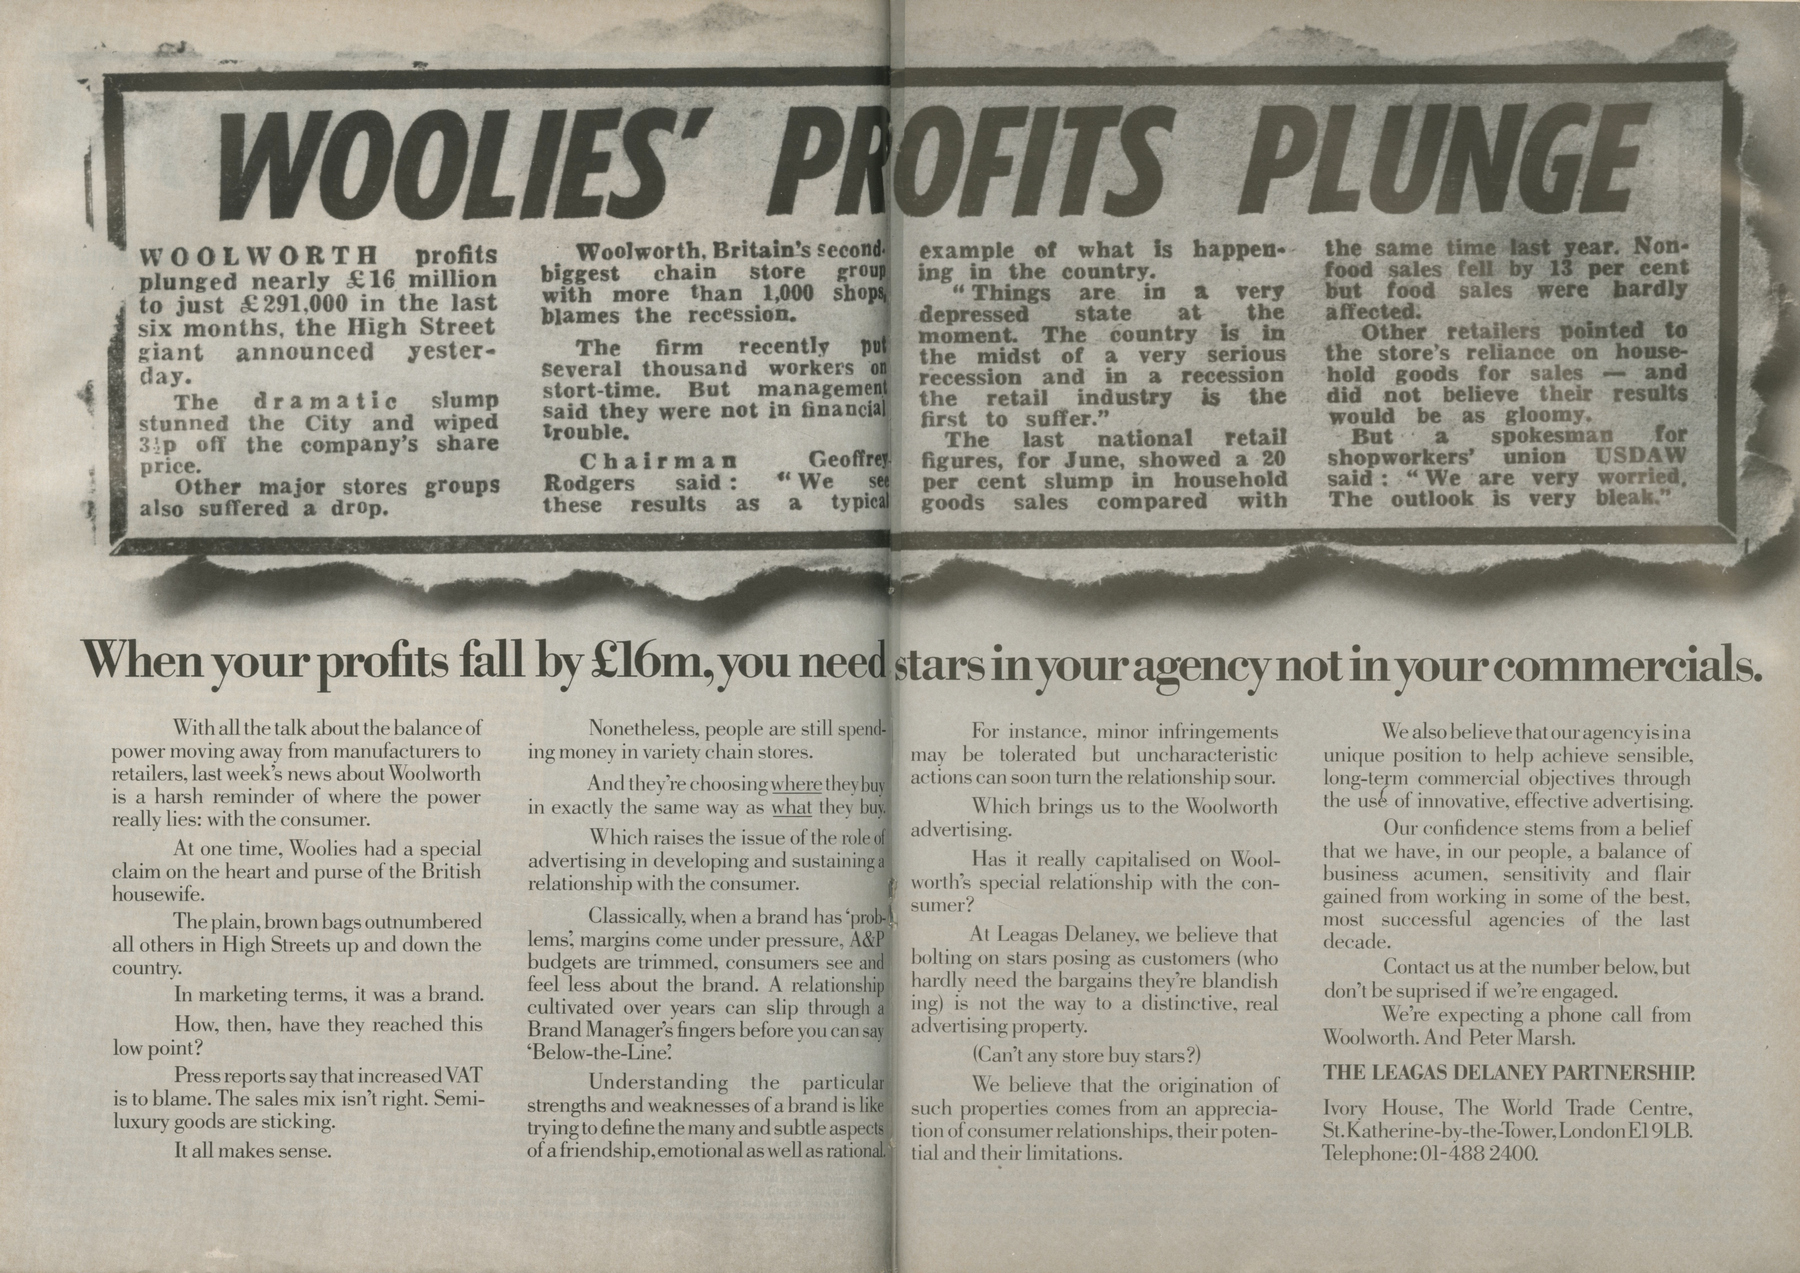 WOOLIES' PROFITS PLUNGE
WOOLWORTH profits
plunged nearly £16 million
to just £291,000 in the last
six months, the High Street
giant announced yester-
day.
The dramatic slump
stunned the City and wiped
3½p off the company's share
price.
Other major stores groups
also suffered a drop.
Woolworth, Britain's second-
biggest chain store group
with more than 1,000 shops,
blames the recession.
The firm recently put
several thousand workers on
stort-time. But management
said they were not in financial
trouble.
Chairman Geoffrey
Rodgers said : "We see
these results as a typical
example of what is happen-
ing in the country.
"Things are in a very
depressed state at the
moment. The country is in
the midst of a very serious
recession and in a recession
the retail industry is the
first to suffer."
The last national retail
figures, for June, showed a 20
per cent slump in household
goods sales compared with
the same time last year. Non-
food sales fell by 13 per cent
but food sales were hardly
affected.
Other retailers pointed to
the store's reliance on house-
hold goods for sales — and
did not believe their results
would be as gloomy.
But a spokesman for
shopworkers' union USDAW
said : "We are very worried.
The outlook is very bleak."
When your profits fall by £16m, you need stars in your agency not in your commercials.
With all the talk about the balance of
power moving away from manufacturers to
retailers, last week's news about Woolworth
is a harsh reminder of where the power
really lies: with the consumer.
At one time, Woolies had a special
claim on the heart and purse of the British
housewife.
The plain, brown bags outnumbered
all others in High Streets up and down the
country.
In marketing terms, it was a brand.
How, then, have they reached this
low point?
Press reports say that increased VAT
is to blame. The sales mix isn't right. Semi-
luxury goods are sticking.
It all makes sense.
Nonetheless, people are still spend-
ing money in variety chain stores.
And they're choosing where they buy
in exactly the same way as what they buy.
Which raises the issue of the role of
advertising in developing and sustaining a
relationship with the consumer.
Classically, when a brand has 'prob-
lems', margins come under pressure, A&P
budgets are trimmed, consumers see and
feel less about the brand. A relationship
cultivated over years can slip through a
Brand Manager's fingers before you can say
'Below-the-Line'.
Understanding the particular
strengths and weaknesses of a brand is like
trying to define the many and subtle aspects
of a friendship, emotional as well as rational.
For instance, minor infringements
may be tolerated but uncharacteristic
actions can soon turn the relationship sour.
Which brings us to the Woolworth
advertising.
Has it really capitalised on Wool-
worth's special relationship with the con-
sumer?
At Leagas Delaney, we believe that
bolting on stars posing as customers (who
hardly need the bargains they're blandish
ing) is not the way to a distinctive, real
advertising property.
(Can't any store buy stars?)
We believe that the origination of
such properties comes from an apprecia-
tion of consumer relationships, their poten-
tial and their limitations.
We also believe that our agency is in a
unique position to help achieve sensible,
long-term commercial objectives through
the use of innovative, effective advertising.
Our confidence stems from a belief
that we have, in our people, a balance of
business acumen, sensitivity and flair
gained from working in some of the best,
most successful agencies of the last
decade.
Contact us at the number below, but
don't be suprised if we're engaged.
We're expecting a phone call from
Woolworth. And Peter Marsh.
THE LEAGAS DELANEY PARTNERSHIP.
Ivory House, The World Trade Centre,
St. Katherine-by-the-Tower, London E1 9LB.
Telephone: 01-488 2400.